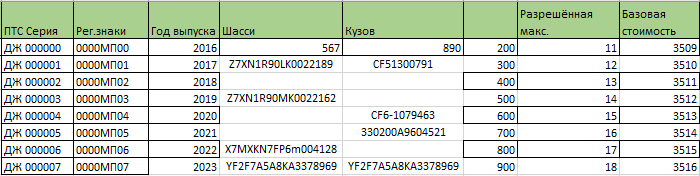 ПТС Серия Рег.знаки Год выпуска Шасси Кузов Разрешённая макс. Базовая стоимость
ДЖ 000000 0000МП00 2016 567 890 200 11 3509
ДЖ 000001 0000МП01 2017 Z7XN1R90LK0022189 CF51300791 300 12 3510
ДЖ 000002 0000МП02 2018 400 13 3511
ДЖ 000003 0000МП03 2019 Z7XN1R90MK0022162 500 14 3512
ДЖ 000004 0000МП04 2020 CF6-1079463 600 15 3513
ДЖ 000005 0000МП05 2021 330200A9604521 700 16 3514
ДЖ 000006 0000МП06 2022 X7MXKN7FP6m004128 800 17 3515
ДЖ 000007 0000МП07 2023 YF2F7A5A8KA3378969 YF2F7A5A8KA3378969 900 18 3516